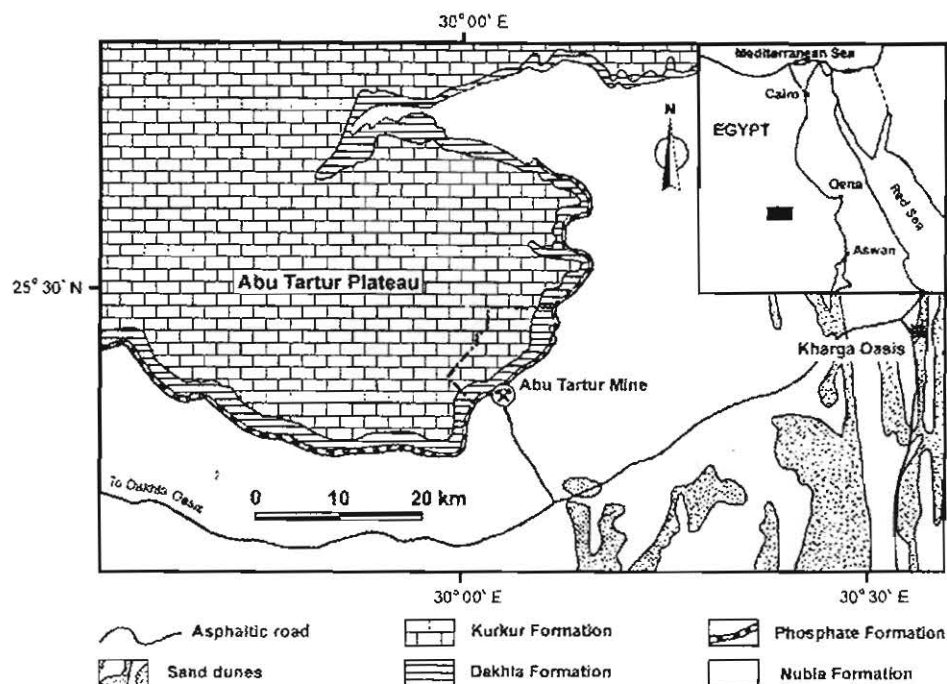 30° 00' E
Mediterranean Sea
Cairo
EGYPT
N
Qena
Red Sea
Aswan
25° 30' N
Abu Tartur Plateau
Kharga Oasis
Abu Tartur Mine
To Dakhla Oasis
0 10 20 km
30° 00' E
30° 30' E
Asphaltic road
Kurkur Formation
Phosphate Formation
Sand dunes
Dakhla Formation
Nubia Formation